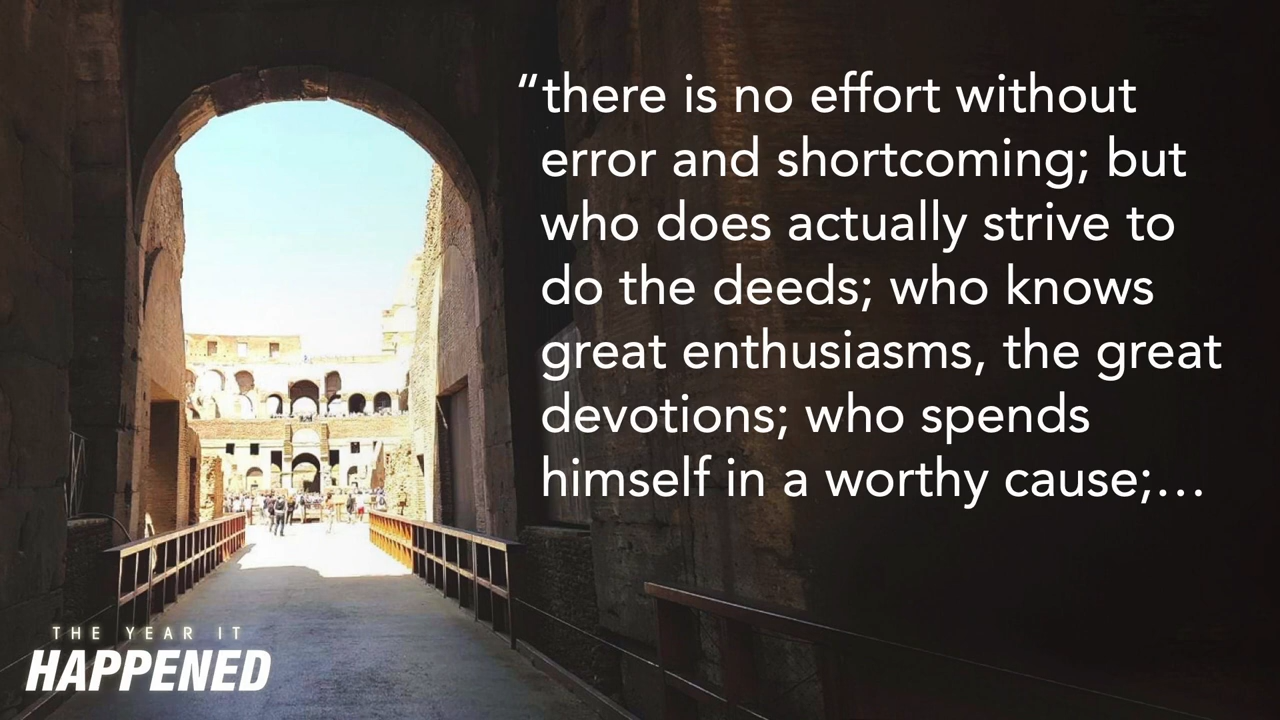 “there is no effort without
error and shortcoming; but
who does actually strive to
do the deeds; who knows
great enthusiasms, the great
devotions; who spends
himself in a worthy cause;…
THE YEAR IT
HAPPENED